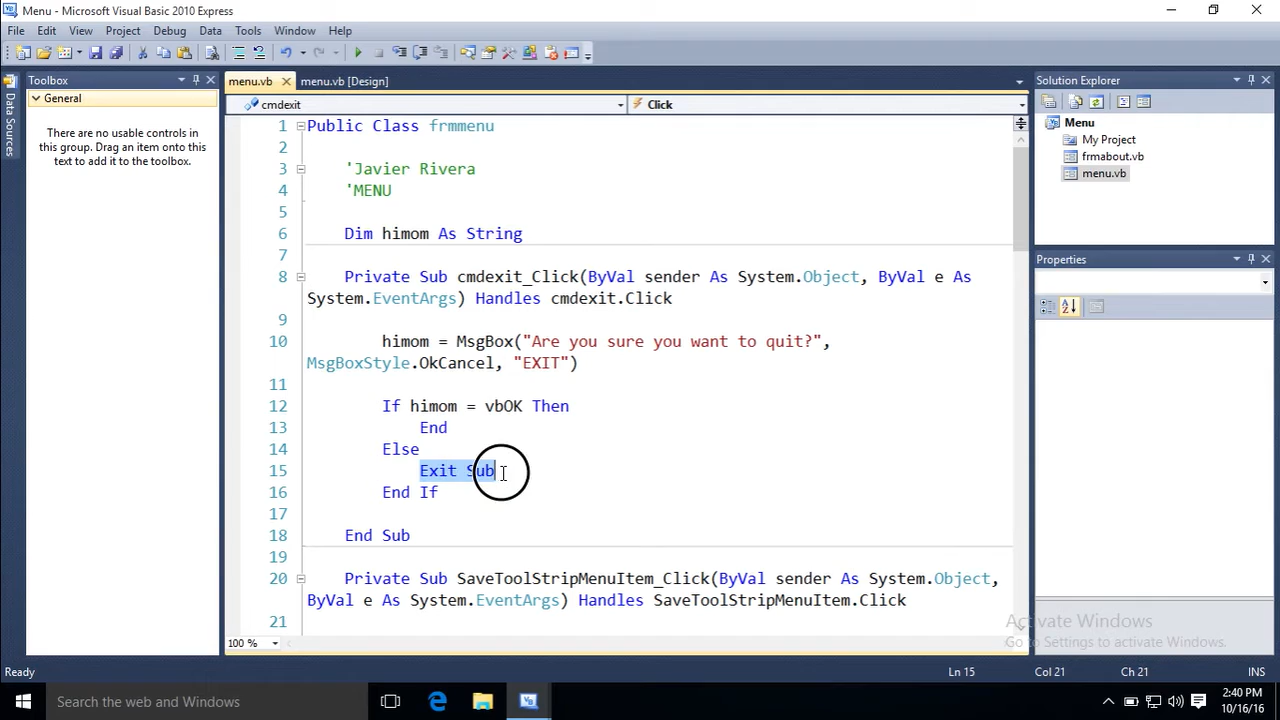 Menu - Microsoft Visual Basic 2010 Express
File Edit View Project Debug Data Tools Window Help
Toolbox
General
There are no usable controls in
this group. Drag an item onto this
text to add it to the toolbox.
Data Sources
menu.vb
menu.vb [Design]
cmdexit
Click
1 Public Class frmmenu
2
3 'Javier Rivera
4 'MENU
5
6 Dim himom As String
7
8 Private Sub cmdexit_Click(ByVal sender As System.Object, ByVal e As
System.EventArgs) Handles cmdexit.Click
9
10 himom = MsgBox("Are you sure you want to quit?",
MsgBoxStyle.OkCancel, "EXIT")
11
12 If himom = vbOK Then
13 End
14 Else
15 Exit Sub
16 End If
17
18 End Sub
19
20 Private Sub SaveToolStripMenuItem_Click(ByVal sender As System.Object,
ByVal e As System.EventArgs) Handles SaveToolStripMenuItem.Click
21
100 %
Solution Explorer
Menu
My Project
frmabout.vb
menu.vb
Properties
Activate Windows
Go to Settings to activate Windows.
Ready
Ln 15
Col 21
Ch 21
INS
Search the web and Windows
2:40 PM
10/16/16